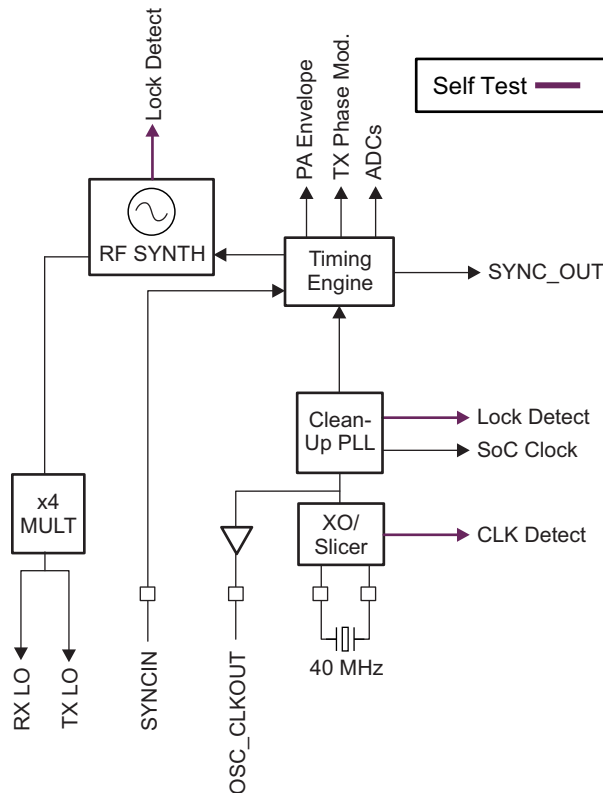 Lock Detect
PA Envelope
TX Phase Mod.
ADCs
Self Test
RF SYNTH
Timing
Engine
SYNC_OUT
Clean-
Up PLL
Lock Detect
SoC Clock
x4
MULT
XO/
Slicer
CLK Detect
40 MHz
RX LO
TX LO
SYNCIN
OSC_CLKOUT